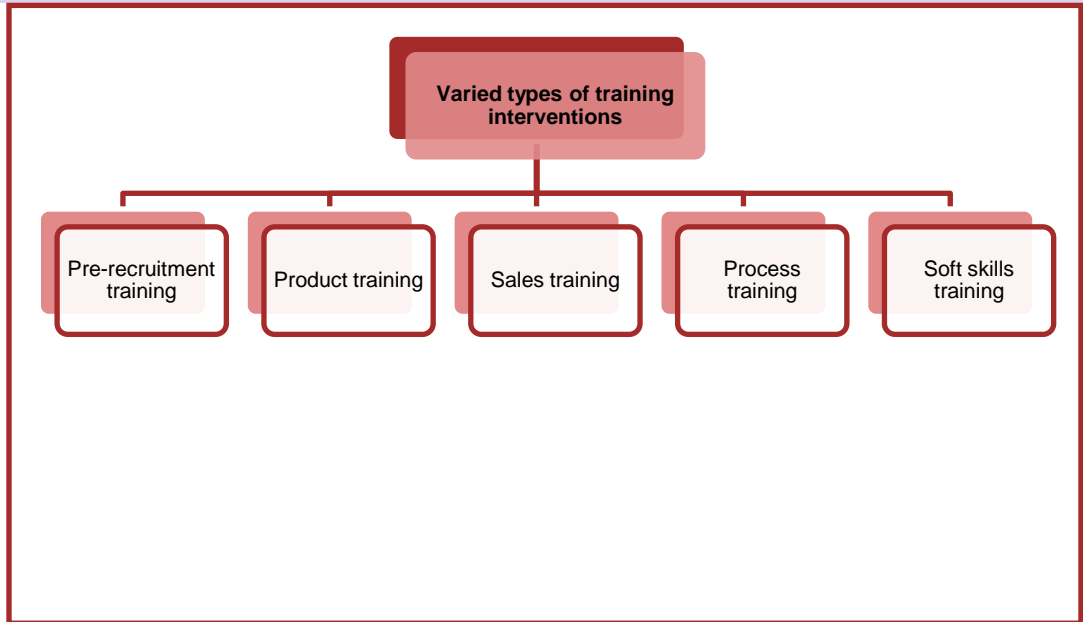 Varied types of training
interventions
Pre-recruitment
training
Product training
Sales training
Process
training
Soft skills
training